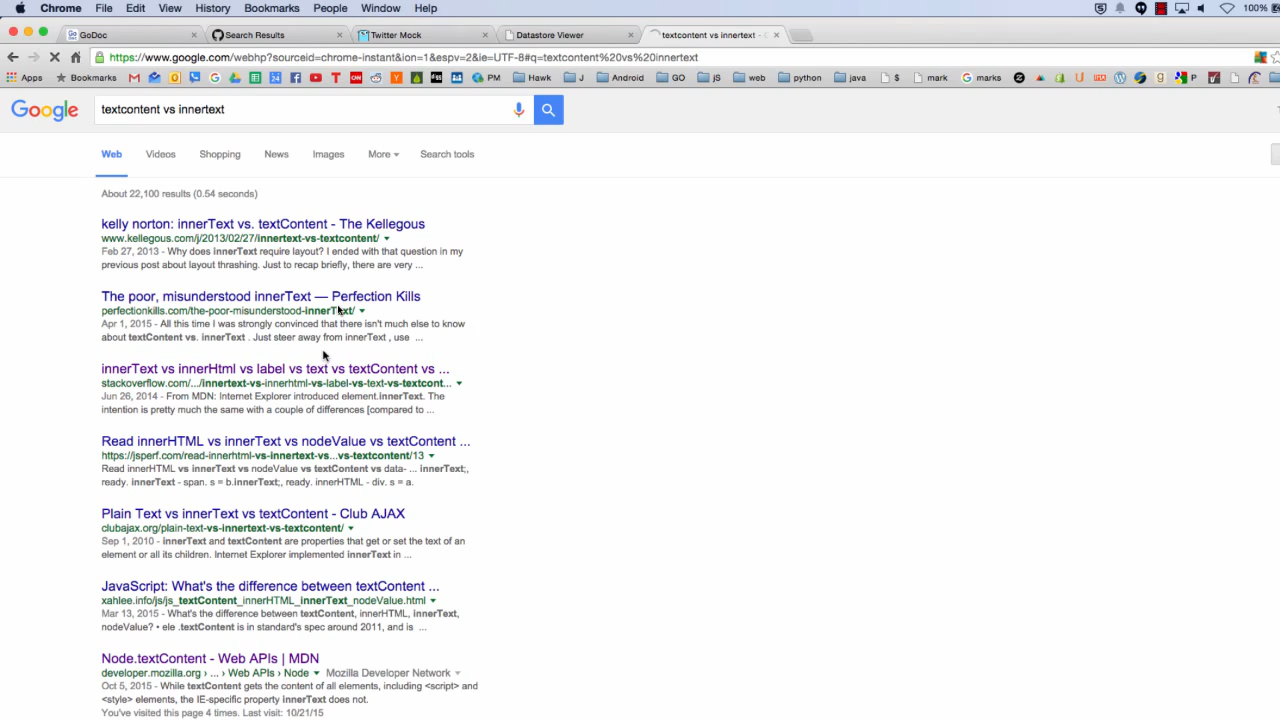 Chrome File Edit View History Bookmarks People Window Help 100%
GoDoc × Search Results × Twitter Mock × Datastore Viewer × textcontent vs innertext - C ×
https://www.google.com/webhp?sourceid=chrome-instant&ion=1&espv=2&ie=UTF-8#q=textcontent%20vs%20innertext
Apps Bookmarks PM Hawk J Android GO jS web python java $ mark marks P
Google textcontent vs innertext
Web Videos Shopping News Images More Search tools
About 22,100 results (0.54 seconds)
kelly norton: innerText vs. textContent - The Kellegous
www.kellegous.com/j/2013/02/27/innertext-vs-textcontent/
Feb 27, 2013 - Why does innerText require layout? I ended with that question in my
previous post about layout thrashing. Just to recap briefly, there are very ...
The poor, misunderstood innerText — Perfection Kills
perfectionkills.com/the-poor-misunderstood-innerText/
Apr 1, 2015 - All this time I was strongly convinced that there isn't much else to know
about textContent vs. innerText . Just steer away from innerText , use ...
innerText vs innerHtml vs label vs text vs textContent vs ...
stackoverflow.com/.../innertext-vs-innerhtml-vs-label-vs-text-vs-textcont...
Jun 26, 2014 - From MDN: Internet Explorer introduced element.innerText. The
intention is pretty much the same with a couple of differences [compared to ...
Read innerHTML vs innerText vs nodeValue vs textContent ...
https://jsperf.com/read-innerhtml-vs-innertext-vs...vs-textcontent/13
Read innerHTML vs innerText vs nodeValue vs textContent vs data- ... innerText;,
ready. innerText - span. s = b.innerText;, ready. innerHTML - div. s = a.
Plain Text vs innerText vs textContent - Club AJAX
clubajax.org/plain-text-vs-innertext-vs-textcontent/
Sep 1, 2010 - innerText and textContent are properties that get or set the text of an
element or all its children. Internet Explorer implemented innerText in ...
JavaScript: What's the difference between textContent ...
xahlee.info/js/js_textContent_innerHTML_innerText_nodeValue.html
Mar 13, 2015 - What's the difference between textContent, innerHTML, innerText,
nodeValue? • ele .textContent is in standard's spec around 2011, and is ...
Node.textContent - Web APIs | MDN
developer.mozilla.org › ... › Web APIs › Node Mozilla Developer Network
Oct 5, 2015 - While textContent gets the content of all elements, including <script> and
<style> elements, the IE-specific property innerText does not.
You've visited this page 4 times. Last visit: 10/21/15